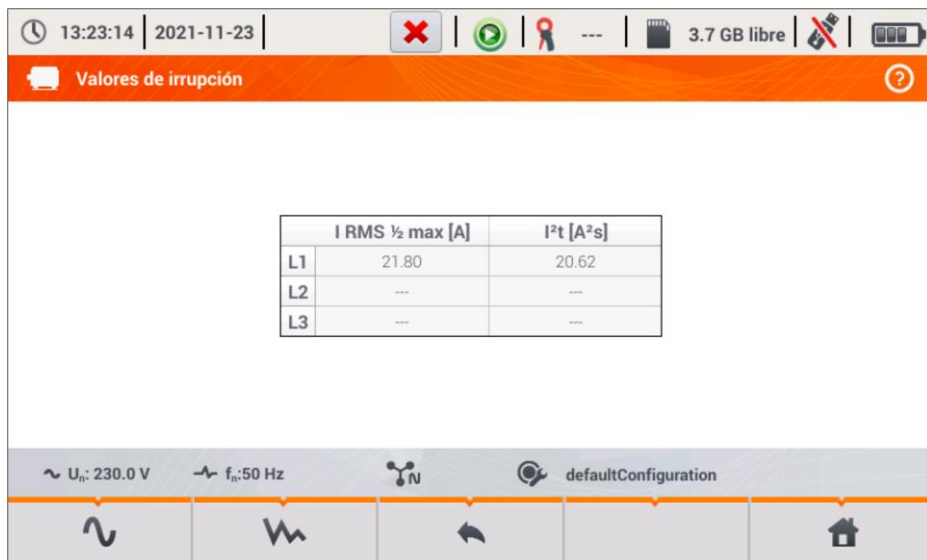 13:23:14 2021-11-23 --- 3.7 GB libre
Valores de irrupción ?
I RMS ½ max [A] I²t [A²s]
L1 21.80 20.62
L2 --- ---
L3 --- ---
Uₙ: 230.0 V fₙ:50 Hz N defaultConfiguration